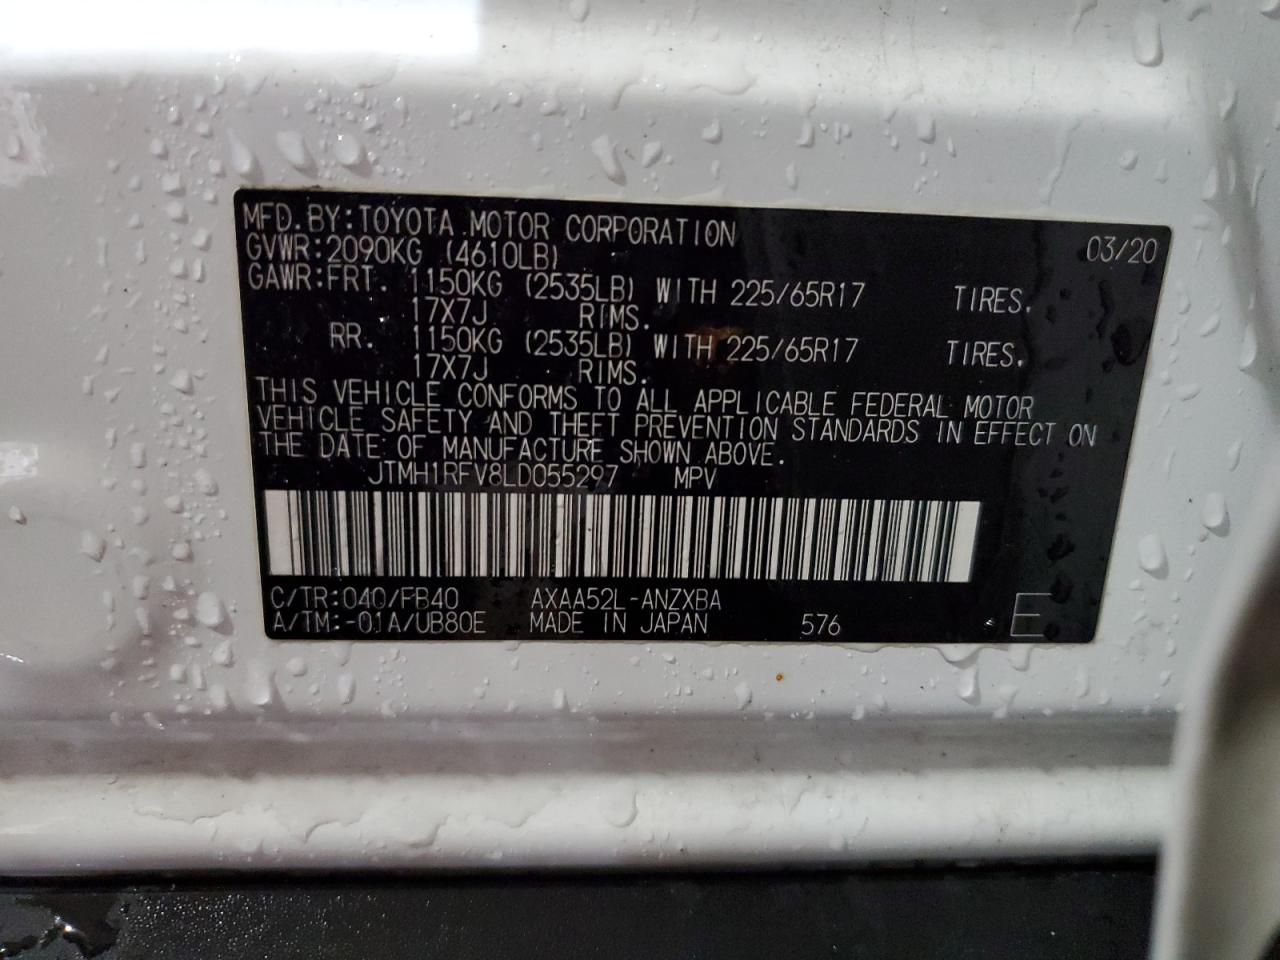 MFD.BY:TOYOTA MOTOR CORPORATION 03/20
GVWR:2090KG (4610LB)
GAWR:FRT. 1150KG (2535LB) WITH 225/65R17 TIRES.
17X7J RIMS.
RR. 1150KG (2535LB) WITH 225/65R17 TIRES.
17X7J RIMS.
THIS VEHICLE CONFORMS TO ALL APPLICABLE FEDERAL MOTOR
VEHICLE SAFETY AND THEFT PREVENTION STANDARDS IN EFFECT ON
THE DATE OF MANUFACTURE SHOWN ABOVE.
JTMH1RFV8LD055297 MPV
C/TR:040/FB40 AXAA52L-ANZXBA
A/TM:-01A/UB80E MADE IN JAPAN 576 E